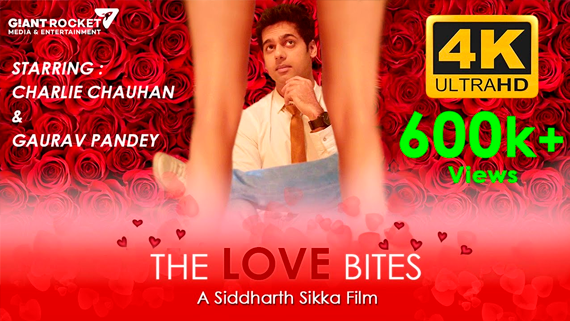 GIANT ROCKET
MEDIA & ENTERTAINMENT
STARRING :
CHARLIE CHAUHAN
&
GAURAV PANDEY
4K
ULTRAHD
600k+
Views
THE LOVE BITES
A Siddharth Sikka Film